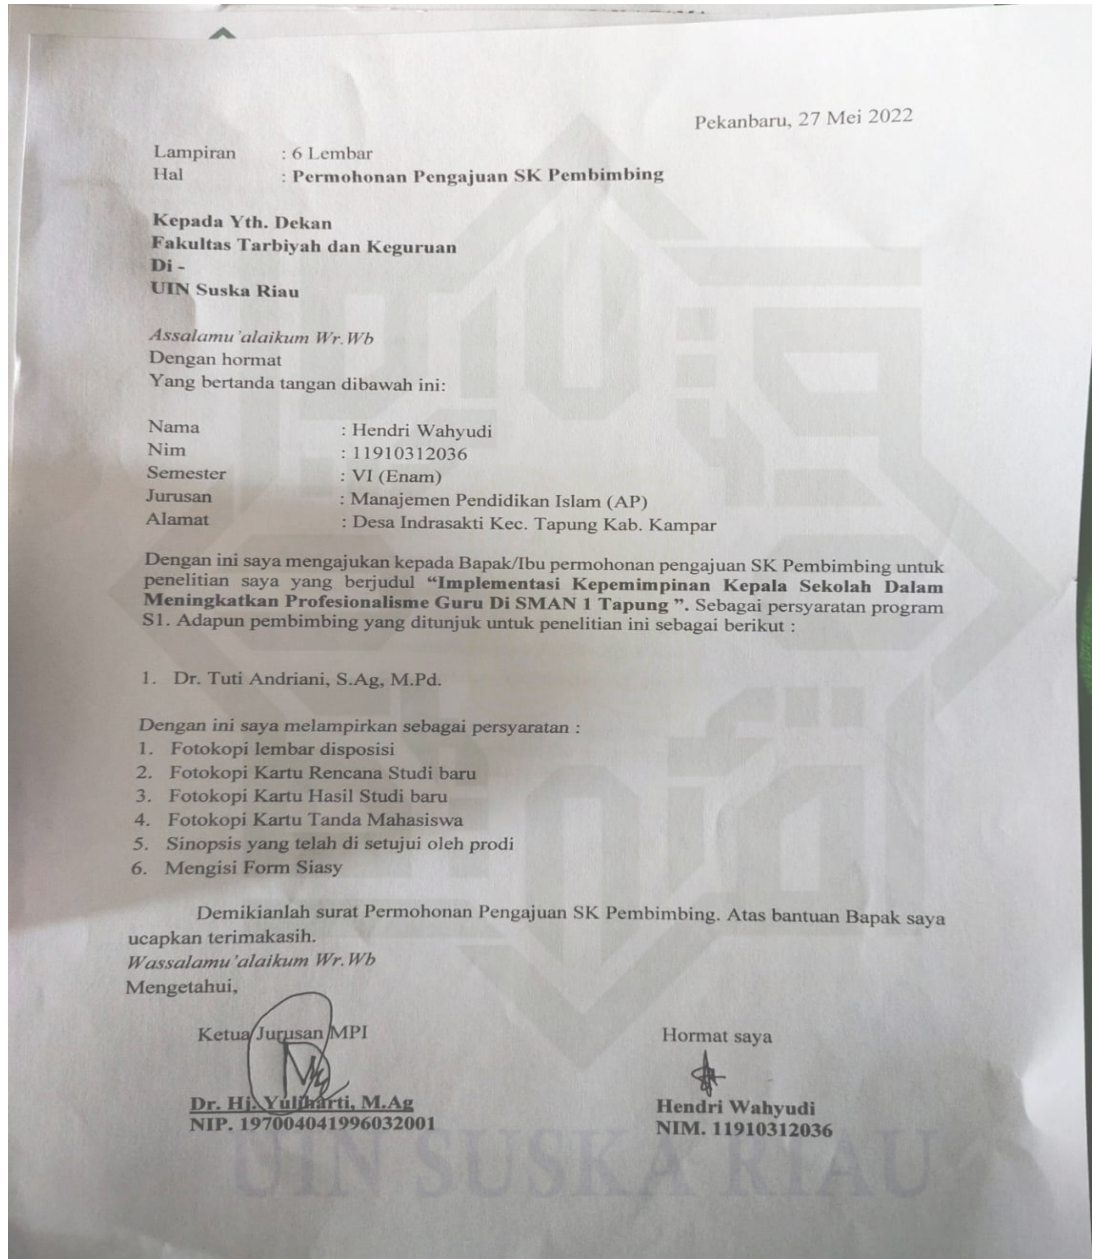 Pekanbaru, 27 Mei 2022
Lampiran : 6 Lembar
Hal : Permohonan Pengajuan SK Pembimbing
Kepada Yth. Dekan
Fakultas Tarbiyah dan Keguruan
Di -
UIN Suska Riau
Assalamu'alaikum Wr.Wb
Dengan hormat
Yang bertanda tangan dibawah ini:
Nama : Hendri Wahyudi
Nim : 11910312036
Semester : VI (Enam)
Jurusan : Manajemen Pendidikan Islam (AP)
Alamat : Desa Indrasakti Kec. Tapung Kab. Kampar
Dengan ini saya mengajukan kepada Bapak/Ibu permohonan pengajuan SK Pembimbing untuk
penelitian saya yang berjudul “Implementasi Kepemimpinan Kepala Sekolah Dalam
Meningkatkan Profesionalisme Guru Di SMAN 1 Tapung ”. Sebagai persyaratan program
S1. Adapun pembimbing yang ditunjuk untuk penelitian ini sebagai berikut :
1. Dr. Tuti Andriani, S.Ag, M.Pd.
Dengan ini saya melampirkan sebagai persyaratan :
1. Fotokopi lembar disposisi
2. Fotokopi Kartu Rencana Studi baru
3. Fotokopi Kartu Hasil Studi baru
4. Fotokopi Kartu Tanda Mahasiswa
5. Sinopsis yang telah di setujui oleh prodi
6. Mengisi Form Siasy
Demikianlah surat Permohonan Pengajuan SK Pembimbing. Atas bantuan Bapak saya
ucapkan terimakasih.
Wassalamu'alaikum Wr.Wb
Mengetahui,
Ketua Jurusan MPI
Dr. Hj. Yuliharti, M.Ag
NIP. 197004041996032001
Hormat saya
Hendri Wahyudi
NIM. 11910312036
UIN SUSKA RIAU